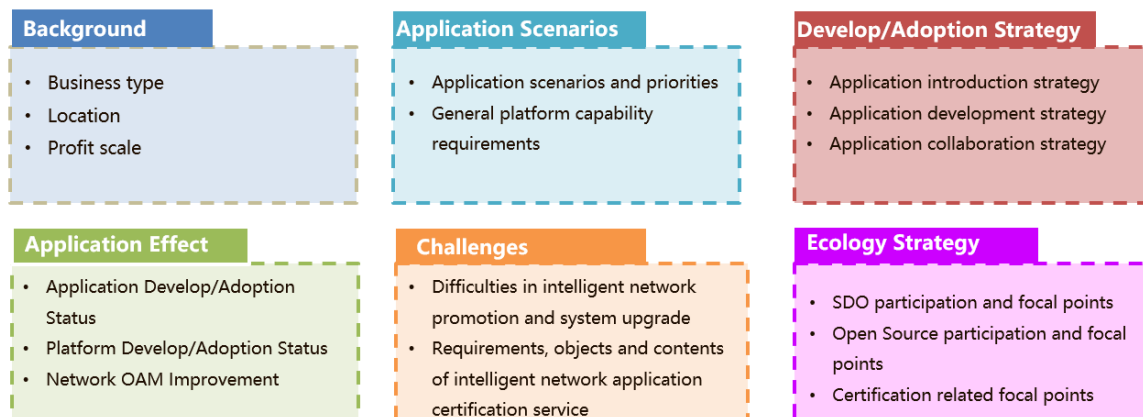 Background
• Business type
• Location
• Profit scale
Application Scenarios
• Application scenarios and priorities
• General platform capability
requirements
Develop/Adoption Strategy
• Application introduction strategy
• Application development strategy
• Application collaboration strategy
Application Effect
• Application Develop/Adoption
Status
• Platform Develop/Adoption Status
• Network OAM Improvement
Challenges
• Difficulties in intelligent network
promotion and system upgrade
• Requirements, objects and contents
of intelligent network application
certification service
Ecology Strategy
• SDO participation and focal points
• Open Source participation and focal
points
• Certification related focal points